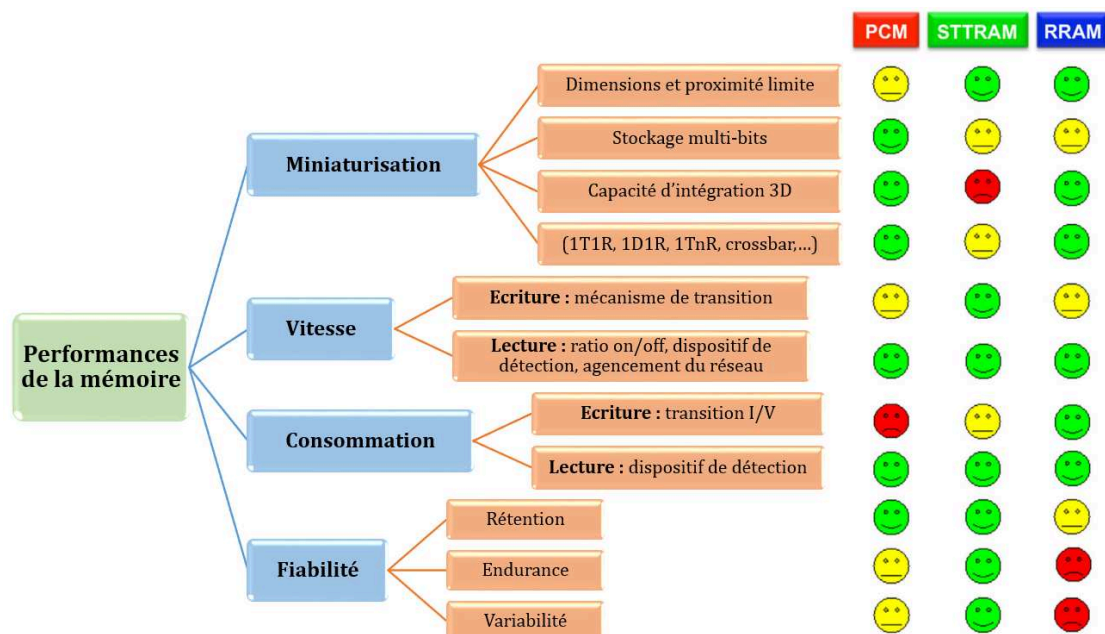 PCM STTRAM RRAM
Dimensions et proximité limite
Stockage multi-bits
Miniaturisation
Capacité d'intégration 3D
(1T1R, 1D1R, 1TnR, crossbar,...)
Ecriture : mécanisme de transition
Vitesse
Lecture : ratio on/off, dispositif de
détection, agencement du réseau
Performances
de la mémoire
Ecriture : transition I/V
Consommation
Lecture : dispositif de détection
Rétention
Fiabilité
Endurance
Variabilité